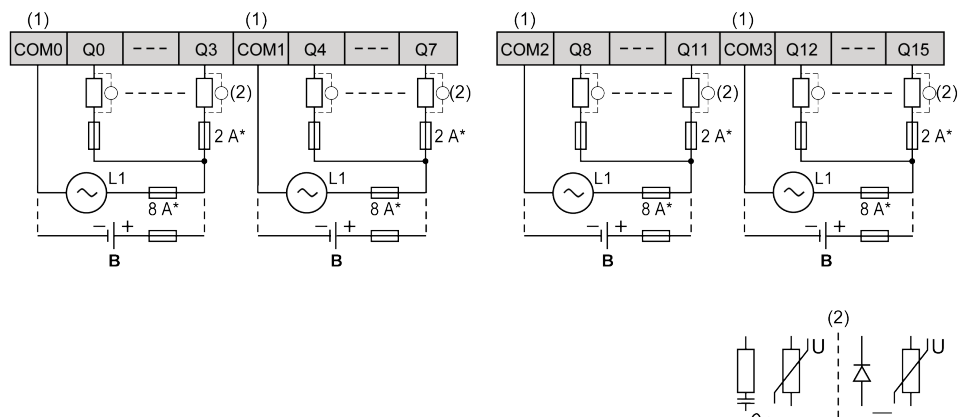 (1) (1) (1) (1)
COM0 Q0 --- Q3 COM1 Q4 --- Q7 COM2 Q8 --- Q11 COM3 Q12 --- Q15
(2) (2) (2) (2)
2 A* 2 A* 2 A* 2 A*
L1 L1 L1 L1
8 A* 8 A* 8 A* 8 A*
− + − + − + − +
B B B B
(2)
U U